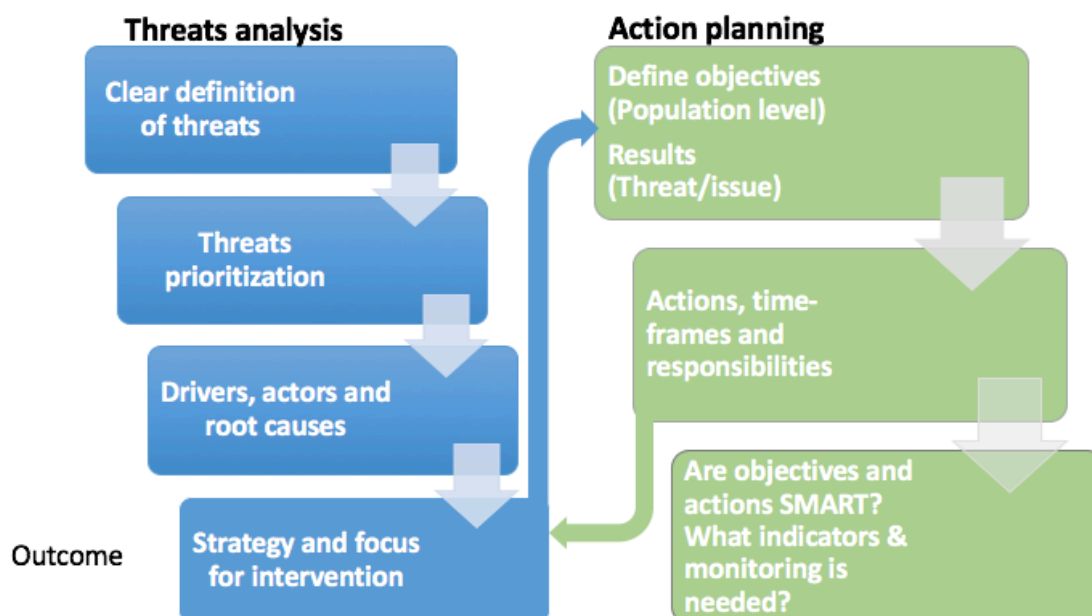 Threats analysis
Clear definition
of threats
Threats
prioritization
Drivers, actors and
root causes
Outcome
Strategy and focus
for intervention
Action planning
Define objectives
(Population level)
Results
(Threat/issue)
Actions, time-
frames and
responsibilities
Are objectives and
actions SMART?
What indicators &
monitoring is
needed?